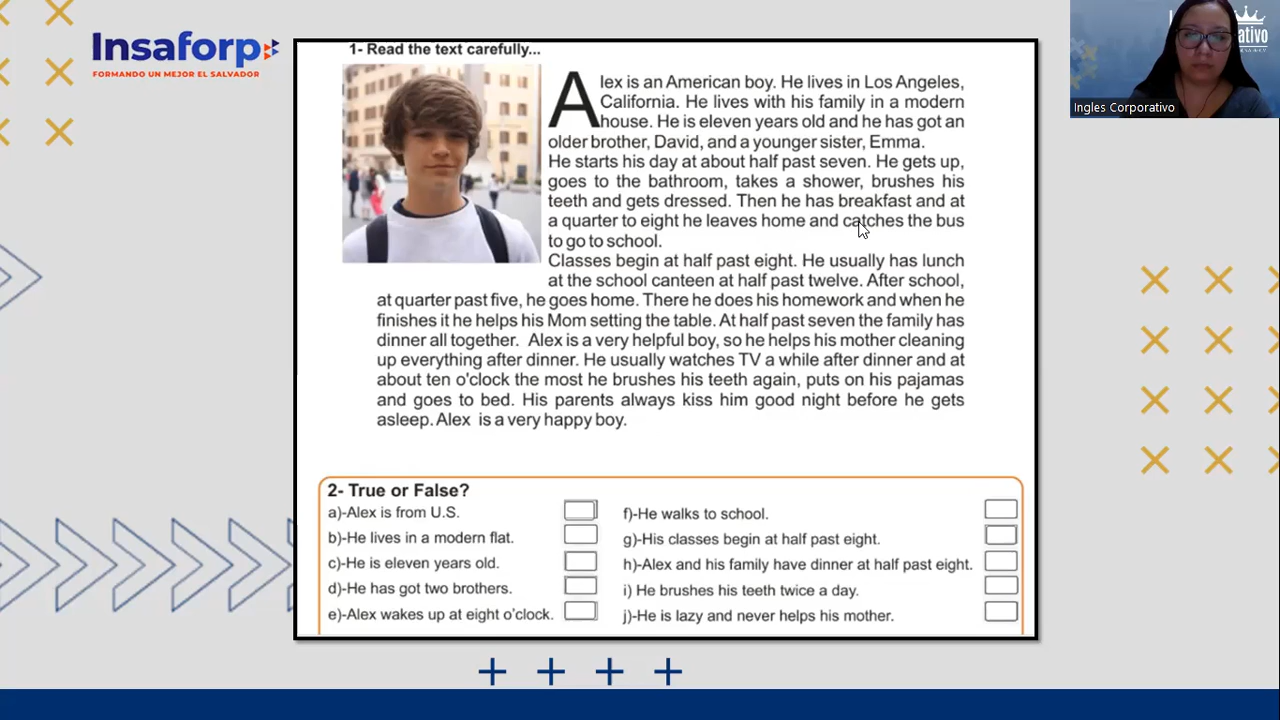 Insaforp
FORMANDO UN MEJOR EL SALVADOR
1- Read the text carefully...
Alex is an American boy. He lives in Los Angeles,
California. He lives with his family in a modern
house. He is eleven years old and he has got an
older brother, David, and a younger sister, Emma.
He starts his day at about half past seven. He gets up,
goes to the bathroom, takes a shower, brushes his
teeth and gets dressed. Then he has breakfast and at
a quarter to eight he leaves home and catches the bus
to go to school.
Classes begin at half past eight. He usually has lunch
at the school canteen at half past twelve. After school,
at quarter past five, he goes home. There he does his homework and when he
finishes it he helps his Mom setting the table. At half past seven the family has
dinner all together. Alex is a very helpful boy, so he helps his mother cleaning
up everything after dinner. He usually watches TV a while after dinner and at
about ten o'clock the most he brushes his teeth again, puts on his pajamas
and goes to bed. His parents always kiss him good night before he gets
asleep. Alex is a very happy boy.
2- True or False?
a)-Alex is from U.S.
b)-He lives in a modern flat.
c)-He is eleven years old.
d)-He has got two brothers.
e)-Alex wakes up at eight o'clock.
f)-He walks to school.
g)-His classes begin at half past eight.
h)-Alex and his family have dinner at half past eight.
i) He brushes his teeth twice a day.
j)-He is lazy and never helps his mother.
Ingles Corporativo